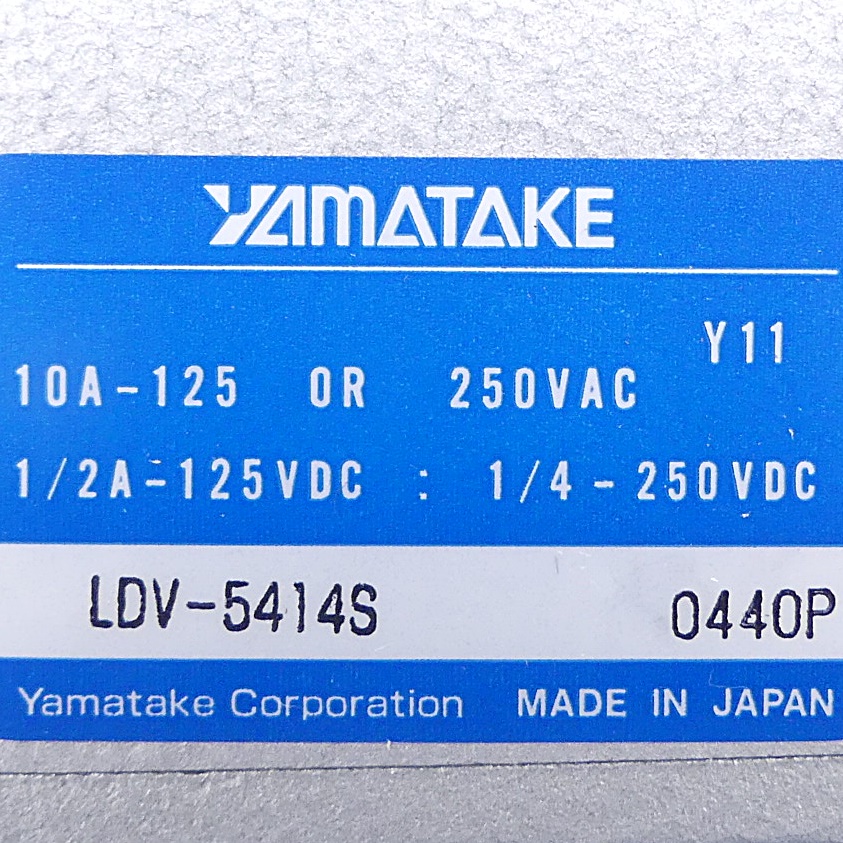 YAMATAKE
Y11
10A-125 OR 250VAC
1/2A-125VDC : 1/4-250VDC
LDV-5414S 0440P
Yamatake Corporation MADE IN JAPAN